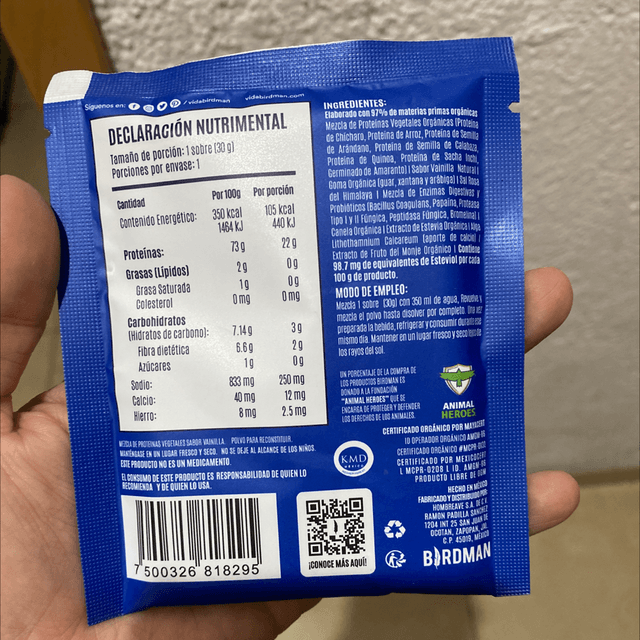 Síguenos en: /vidabirdman vidabirdman.com
DECLARACIÓN NUTRIMENTAL
Tamaño de porción: 1 sobre (30 g)
Porciones por envase: 1
Cantidad Por 100g Por porción
Contenido Energético: 350 kcal 105 kcal
1464 kJ 440 kJ
Proteínas: 73 g 22 g
Grasas (Lípidos) 2 g 0 g
Grasa Saturada 1 g 0 g
Colesterol 0 mg 0 mg
Carbohidratos
(Hidratos de carbono): 7.14 g 3 g
Fibra dietética 6.6 g 2 g
Azúcares 1 g 0 g
Sodio: 833 mg 250 mg
Calcio: 40 mg 12 mg
Hierro: 8 mg 2.5 mg
MEZCLA DE PROTEINAS VEGETALES SABOR VAINILLA. POLVO PARA RECONSTITUIR.
MANTÉNGASE EN UN LUGAR FRESCO Y SECO. NO SE DEJE AL ALCANCE DE LOS NIÑOS.
ESTE PRODUCTO NO ES UN MEDICAMENTO.
EL CONSUMO DE ESTE PRODUCTO ES RESPONSABILIDAD DE QUIEN LO
RECOMIENDA Y DE QUIEN LO USA.
7 500326 818295
INGREDIENTES:
Elaborado con 97% de materias primas orgánicas
Mezcla de Proteínas Vegetales Orgánicas (Proteína
de Chícharo, Proteína de Arroz, Proteína de Semilla
de Arándano, Proteína de Semilla de Calabaza,
Proteína de Quinoa, Proteína de Sacha Inchi,
Germinado de Amaranto) | Sabor Vainilla Natural |
Goma Orgánica (guar, xantana y arábiga) | Sal Rosa
del Himalaya | Mezcla de Enzimas Digestivas y
Probióticos (Bacillus Coagulans, Papaína, Proteasa
Tipo I y II Fúngica, Peptidasa Fúngica, Bromelina) |
Canela Orgánica | Extracto de Estevia Orgánico | Alga
Lithothamnium Calcareum (aporte de calcio) |
Extracto de Fruto del Monje Orgánico | Contiene
98.7 mg de equivalentes de Esteviol por cada
100 g de producto.
MODO DE EMPLEO:
Mezcla 1 sobre (30g) con 350 ml de agua, Revuelve y
mezcla el polvo hasta disolver por completo. Una vez
preparada la bebida, refrigerar y consumir durante ese
mismo día. Mantener en un lugar fresco y seco lejos de
los rayos del sol.
UN PORCENTAJE DE LA COMPRA DE
LOS PRODUCTOS BIRDMAN ES
DONADO A LA FUNDACIÓN
"ANIMAL HEROES" QUE SE
ENCARGA DE PROTEGER Y DEFENDER
LOS DERECHOS DE LOS ANIMALES.
ANIMAL
HEROES
CERTIFICADO ORGÁNICO POR MAYACERT
ID OPERADOR ORGÁNICO
CERTIFICADO ORGÁNICO
CERTIFICADO POR MEXICOCERT
PRODUCTO LIBRE DE
KMD
MÉXICO
¡CONOCE MÁS AQUÍ!
HECHO EN MÉXICO
FABRICADO Y DISTRIBUIDO POR:
HOMBREAVE S.A. DE C.V.
RAMON PADILLA SANCHEZ
1204 INT 25 SAN JUAN DE
OCOTAN, ZAPOPAN, JAL
C.P. 45019, MÉXICO
BIRDMAN